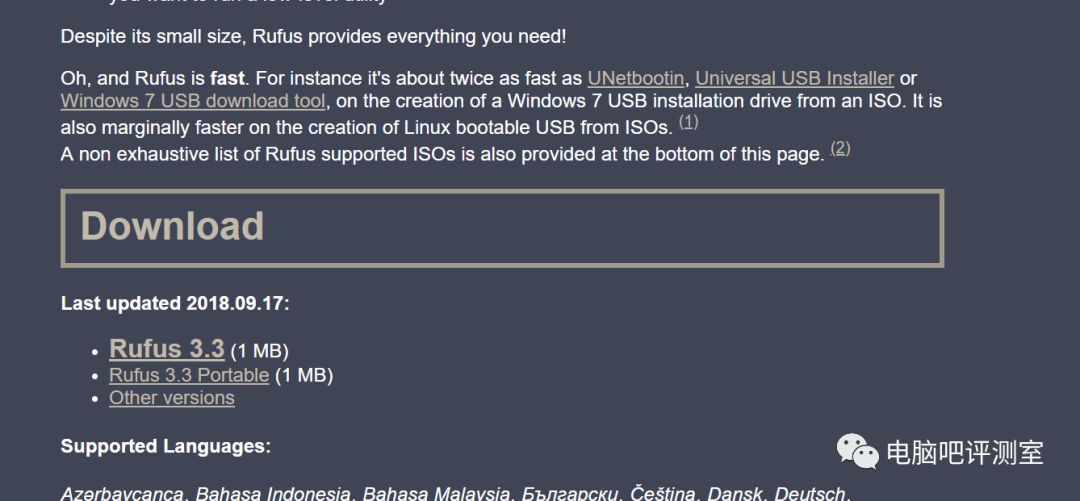 Despite its small size, Rufus provides everything you need!
Oh, and Rufus is fast. For instance it's about twice as fast as UNetbootin, Universal USB Installer or
Windows 7 USB download tool, on the creation of a Windows 7 USB installation drive from an ISO. It is
also marginally faster on the creation of Linux bootable USB from ISOs. (1)
A non exhaustive list of Rufus supported ISOs is also provided at the bottom of this page. (2)
Download
Last updated 2018.09.17:
• Rufus 3.3 (1 MB)
• Rufus 3.3 Portable (1 MB)
• Other versions
Supported Languages:
电脑吧评测室
Azərbaycanca, Bahasa Indonesia, Bahasa Malaysia, Български, Čeština, Dansk, Deutsch,